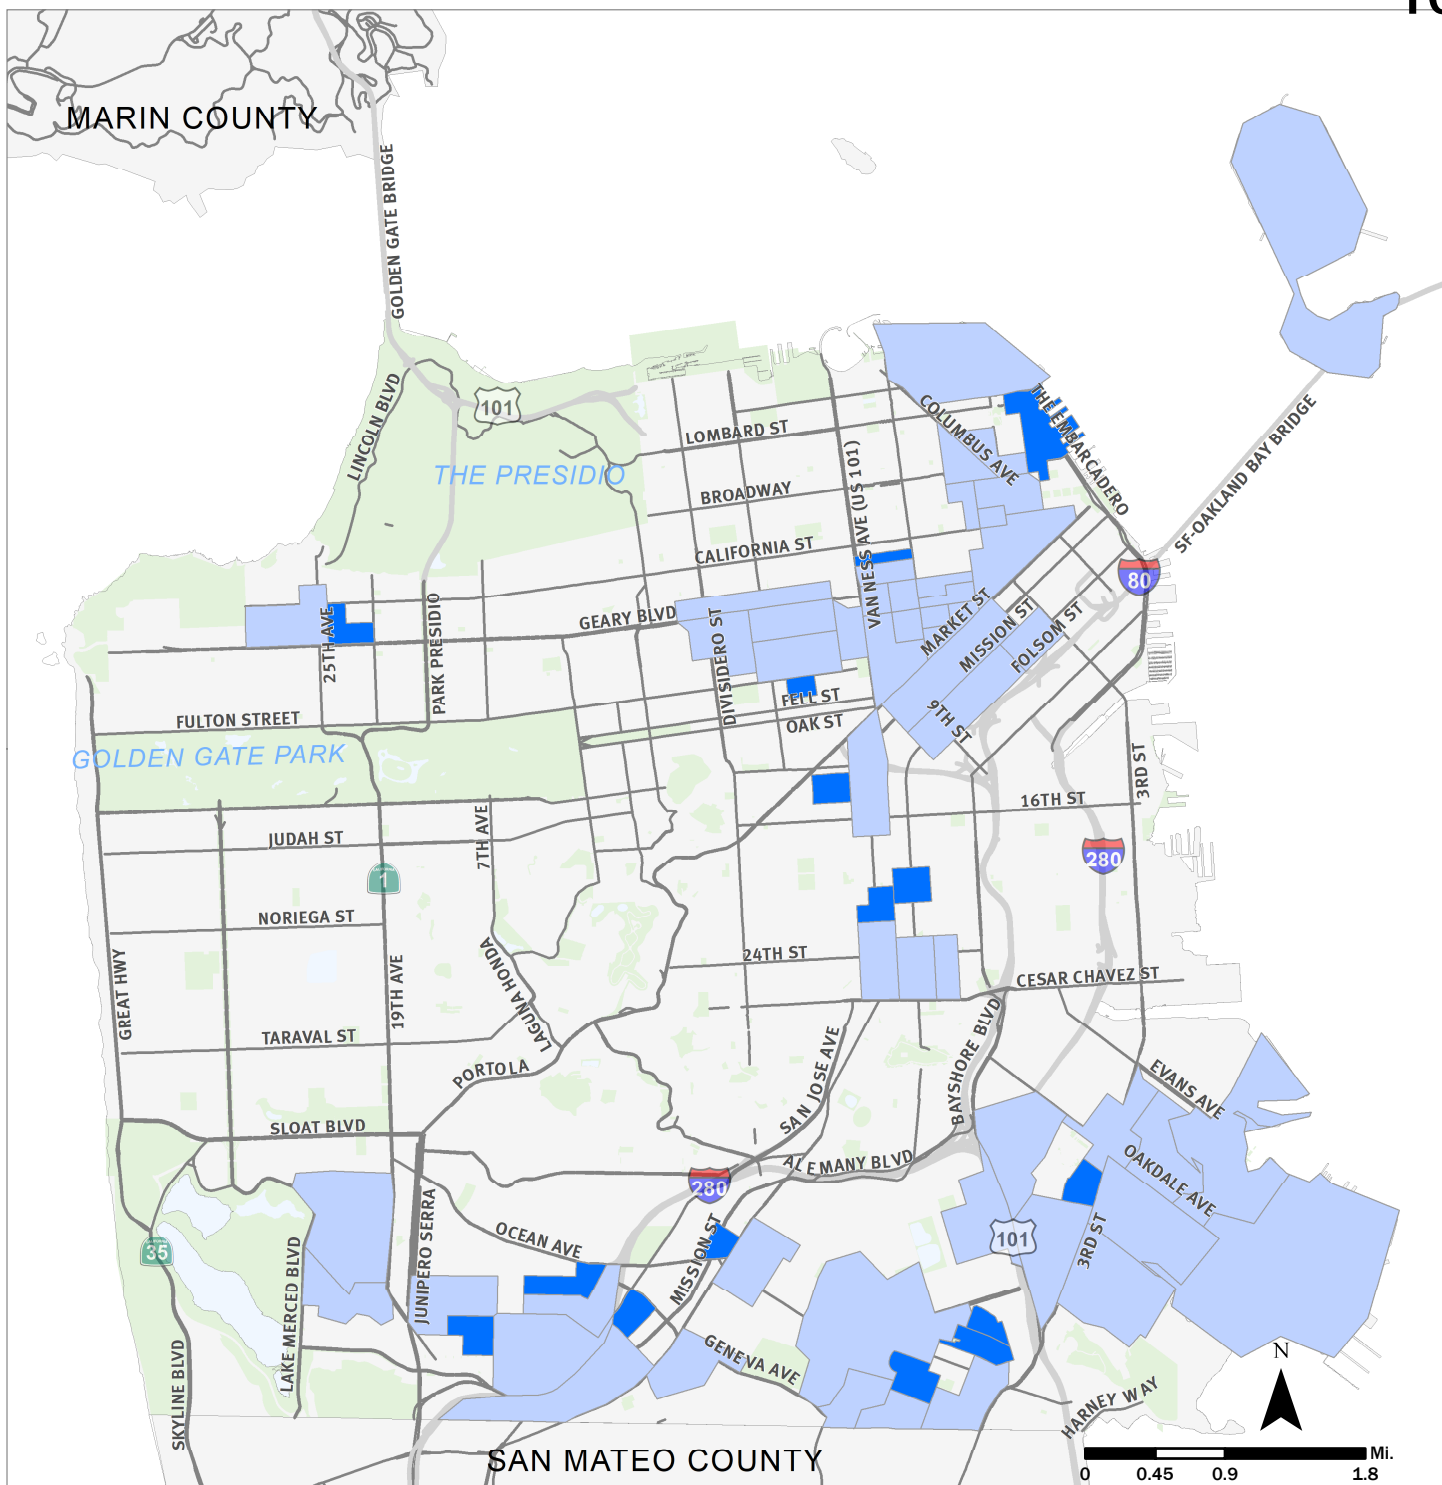 MARIN COUNTY
GOLDEN GATE BRIDGE
LINCOLN BLVD
101
THE PRESIDIO
LOMBARD ST
BROADWAY
CALIFORNIA ST
VAN NESS AVE (US 101)
COLUMBUS AVE
THE EMBARCADERO
SF-OAKLAND BAY BRIDGE
80
25TH AVE
PARK PRESIDIO
GEARY BLVD
DIVISIDERO ST
MARKET ST
MISSION ST
FOLSOM ST
FELL ST
OAK ST
9TH ST
FULTON STREET
GOLDEN GATE PARK
3RD ST
16TH ST
JUDAH ST
7TH AVE
CALIFORNIA
1
280
NORIEGA ST
24TH ST
CESAR CHAVEZ ST
GREAT HWY
19TH AVE
LAGUNA HONDA
TARAVAL ST
PORTOLA
SAN JOSE AVE
BAYSHORE BLVD
EVANS AVE
SLOAT BLVD
ALEMANY BLVD
OAKDALE AVE
280
CALIFORNIA
35
LAKE MERCED BLVD
JUNIPERO SERRA
OCEAN AVE
MISSION ST
101
3RD ST
SKYLINE BLVD
GENEVA AVE
HARNEY WAY
N
SAN MATEO COUNTY
Mi.
0 0.45 0.9 1.8